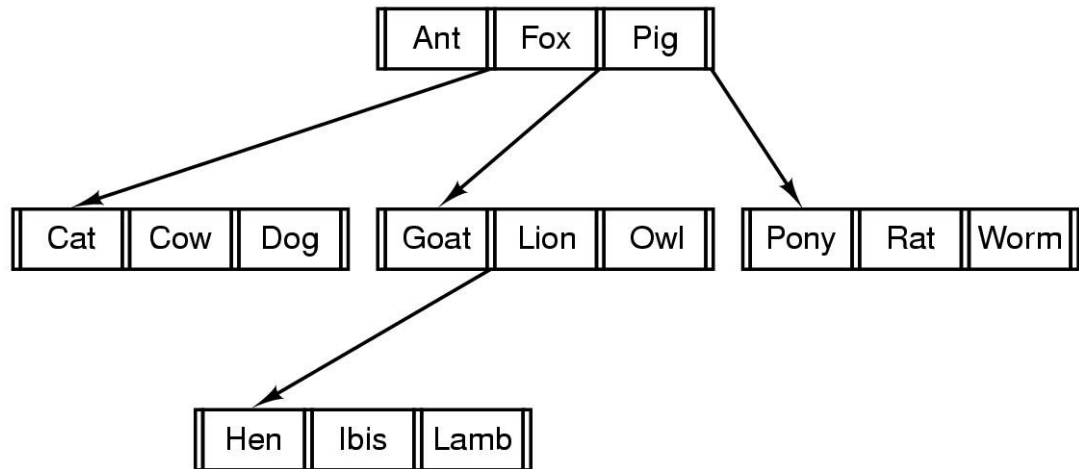 Ant Fox Pig
Cat Cow Dog Goat Lion Owl Pony Rat Worm
Hen Ibis Lamb